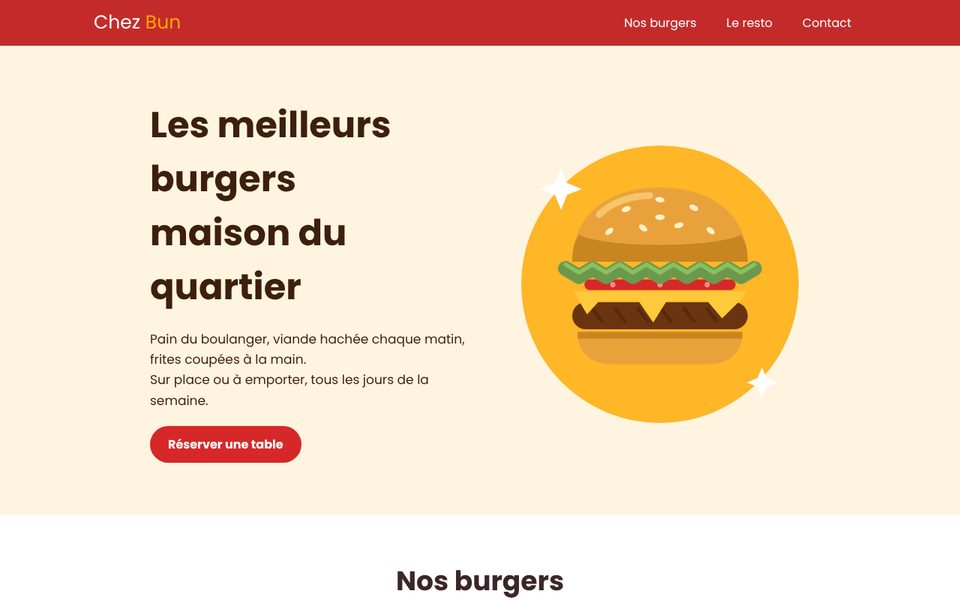 Chez Bun
Nos burgers Le resto Contact
Les meilleurs
burgers
maison du
quartier
Pain du boulanger, viande hachée chaque matin,
frites coupées à la main.
Sur place ou à emporter, tous les jours de la
semaine.
Réserver une table
Nos burgers